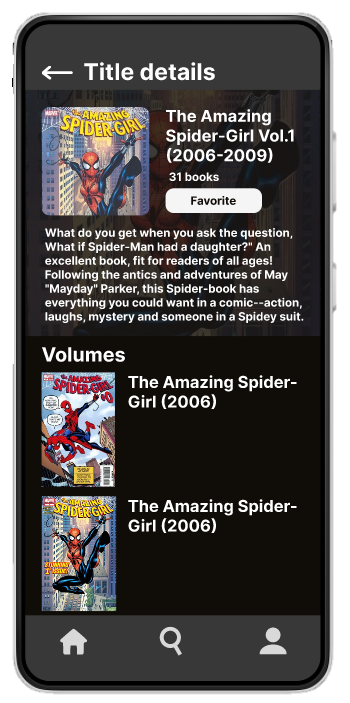 Title details
MARVEL
The AMAZING
SPIDER-GIRL
The Amazing
Spider-Girl Vol.1
(2006-2009)
31 books
Favorite
What do you get when you ask the question,
What if Spider-Man had a daughter?" An
excellent book, fit for readers of all ages!
Following the antics and adventures of May
"Mayday" Parker, this Spider-book has
everything you could want in a comic--action,
laughs, mystery and someone in a Spidey suit.
Volumes
The AMAZING
SPIDER-GIRL
#0
The Amazing Spider-
Girl (2006)
The AMAZING
SPIDER-GIRL
STUNNING
1st ISSUE!
The Amazing Spider-
Girl (2006)